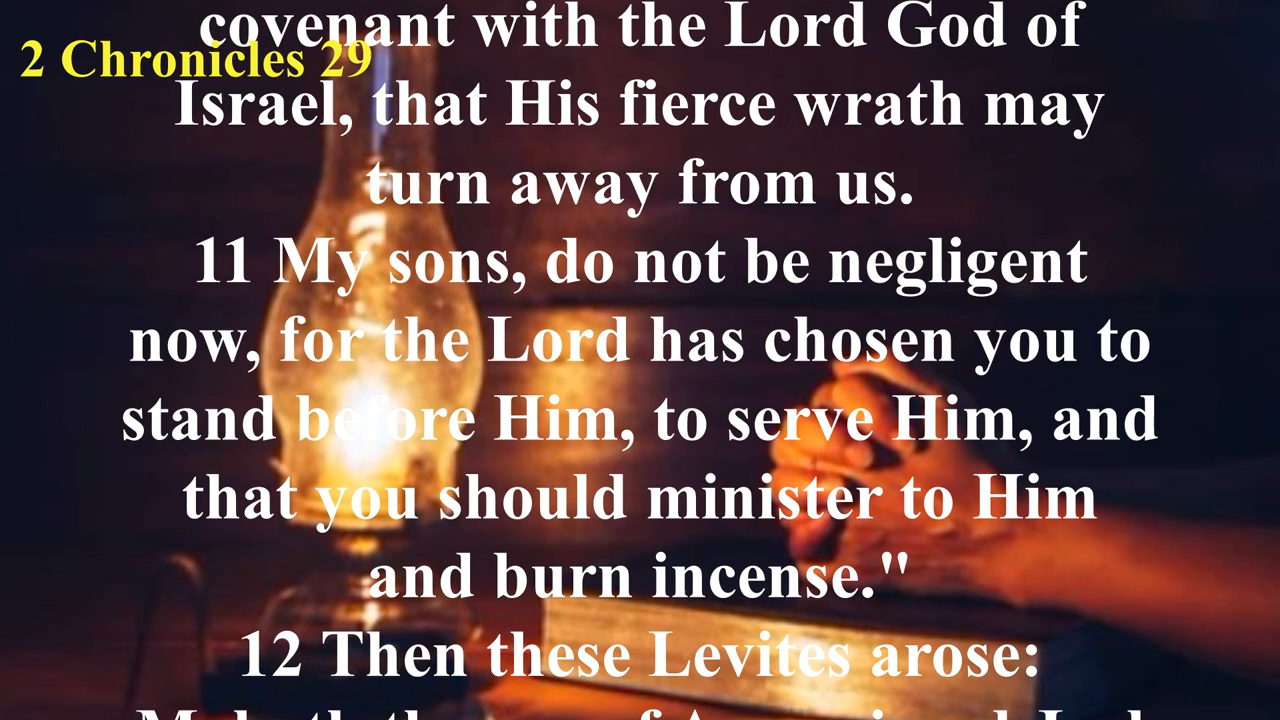 covenant with the Lord God of
2 Chronicles 29
Israel, that His fierce wrath may
turn away from us.
11 My sons, do not be negligent
now, for the Lord has chosen you to
stand before Him, to serve Him, and
that you should minister to Him
and burn incense."
12 Then these Levites arose: